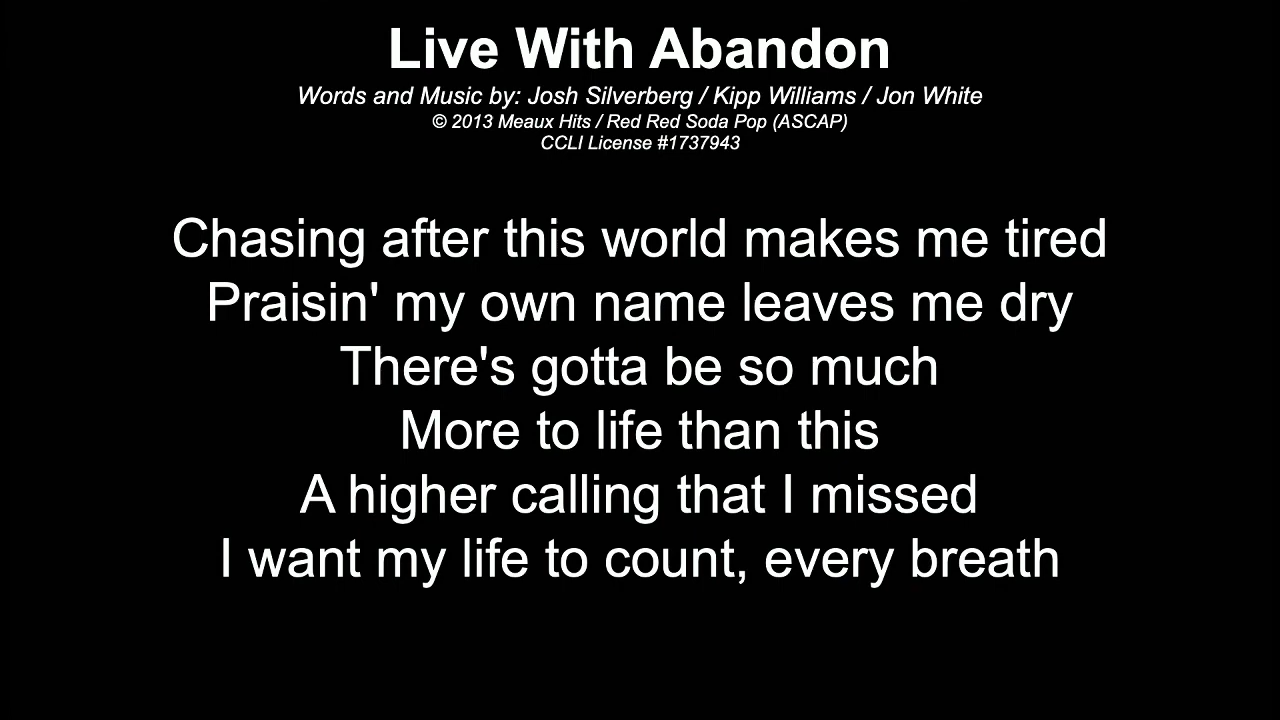 Live With Abandon
Words and Music by: Josh Silverberg / Kipp Williams / Jon White
© 2013 Meaux Hits / Red Red Soda Pop (ASCAP)
CCLI License #1737943
Chasing after this world makes me tired
Praisin' my own name leaves me dry
There's gotta be so much
More to life than this
A higher calling that I missed
I want my life to count, every breath